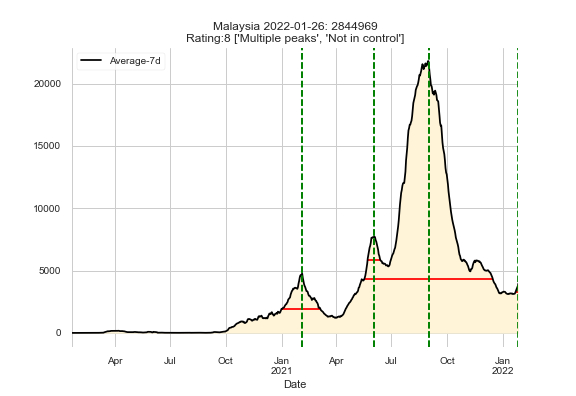 Malaysia 2022-01-26: 2844969
Rating:8 ['Multiple peaks', 'Not in control']
Average-7d
20000
15000
10000
5000
0
Apr Jul Oct Jan Apr Jul Oct Jan
2021 2022
Date